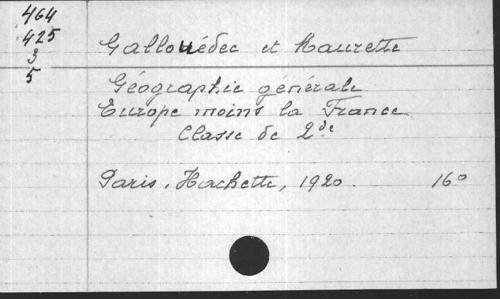 464
425
3
5
Gallouédec et Maurette
Géographie générale
Europe moins la France
Classe de 2de
Paris, Hachette, 1920. 16o